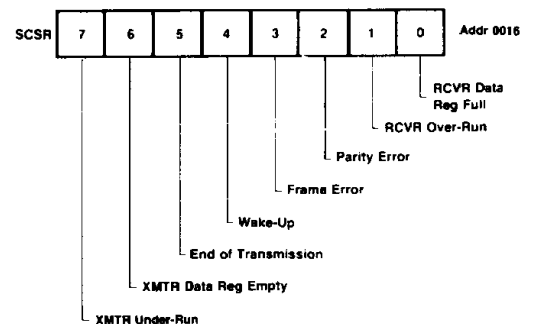 SCSR 7 6 5 4 3 2 1 0 Addr 0016
RCVR Data
Reg Full
RCVR Over-Run
Parity Error
Frame Error
Wake-Up
End of Transmission
XMTR Data Reg Empty
XMTR Under-Run